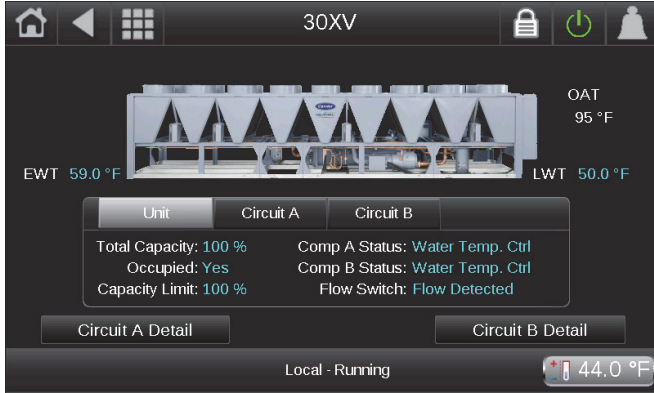 30XV
OAT
95 °F
Carrier
EWT 59.0 °F
LWT 50.0 °F
Unit Circuit A Circuit B
Total Capacity: 100 % Comp A Status: Water Temp. Ctrl
Occupied: Yes Comp B Status: Water Temp. Ctrl
Capacity Limit: 100 % Flow Switch: Flow Detected
Circuit A Detail Circuit B Detail
Local - Running 44.0 °F